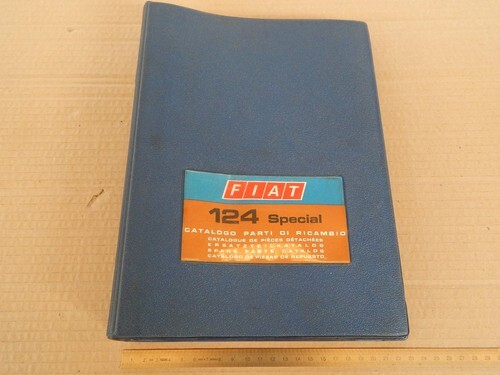 FIAT
124 Special
CATALOGO PARTI DI RICAMBIO
CATALOGUE DE PIÈCES DÉTACHÉES
ERSATZTEILKATALOG
SPARE PARTS CATALOG
CATÁLOGO DE PIEZAS DE REPUESTO